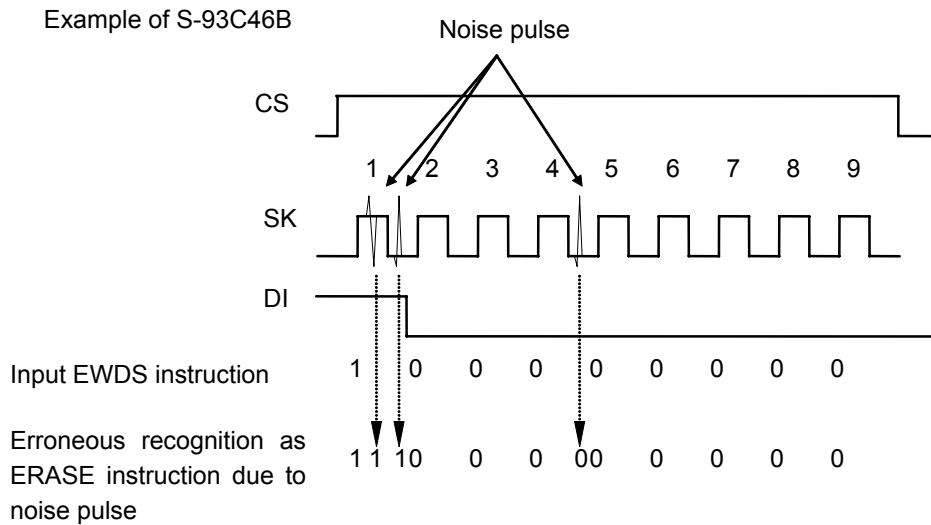 Example of S-93C46B
Noise pulse
CS
1 2 3 4 5 6 7 8 9
SK
DI
Input EWDS instruction 1 0 0 0 0 0 0 0 0
Erroneous recognition as
ERASE instruction due to
noise pulse
1 1 10 0 0 00 0 0 0 0